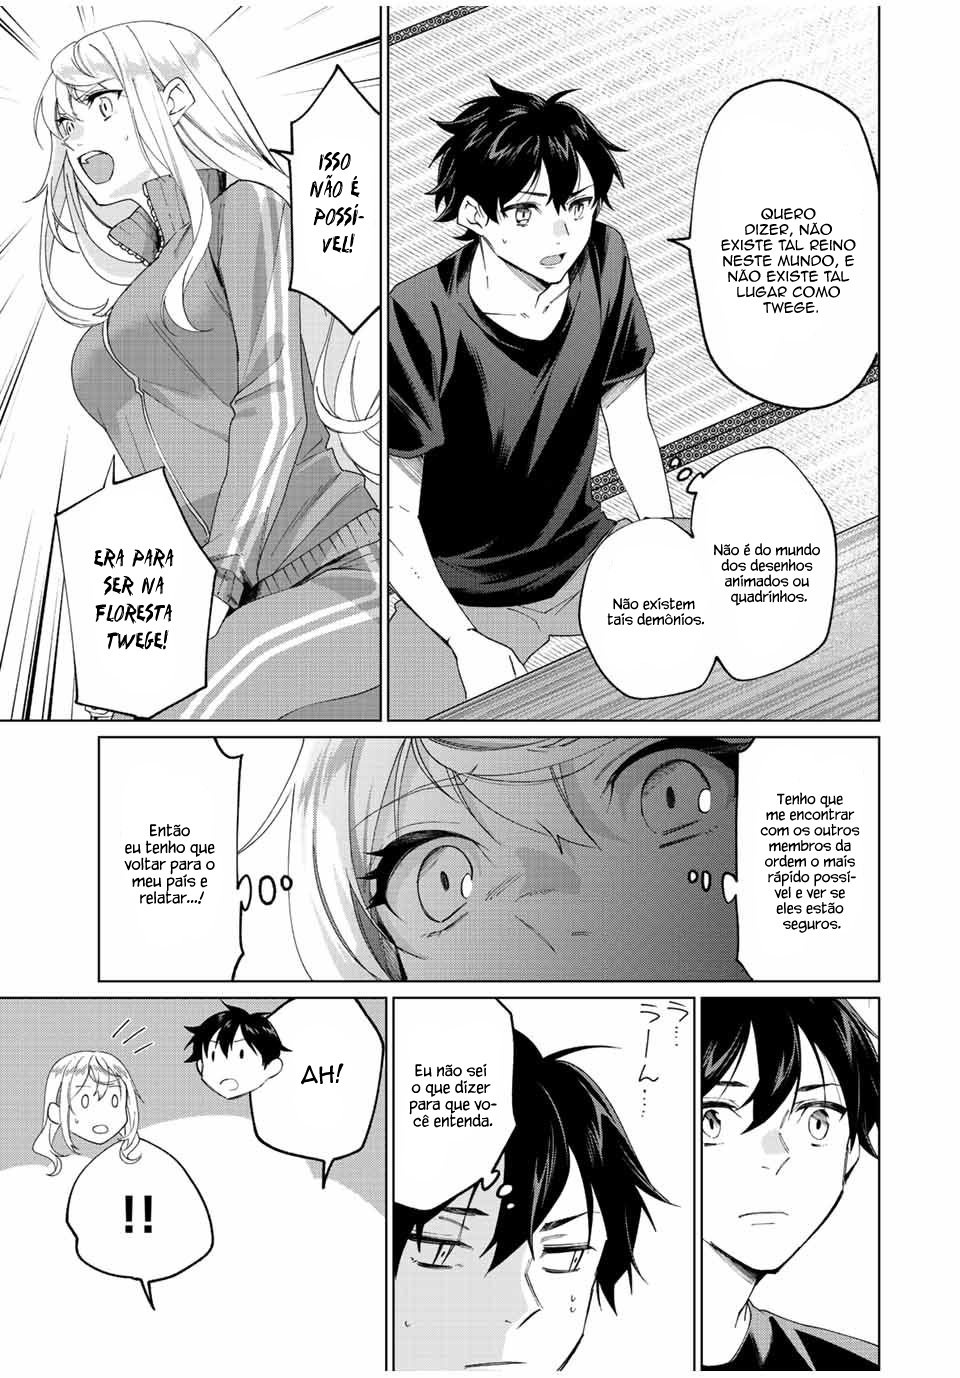 QUERO
DIZER, NÃO
EXISTE TAL REINO
NESTE MUNDO, E
NÃO EXISTE TAL
LUGAR COMO
TWEGE.
Não é do mundo
dos desenhos
animados ou
quadrinhos.
Não existem
tais demônios.
ISSO
NÃO É
POSSÍ-
VEL!
ERA PARA
SER NA
FLORESTA
TWEGE!
Tenho que
me encontrar
com os outros
membros da
ordem o mais
rápido possí-
vel e ver se
eles estão
seguros.
Então
eu tenho que
voltar para o
meu país e
relatar...!
う…
うーん…
Eu não sei
o que dizer
para que vo-
cê entenda.
AH!
!!